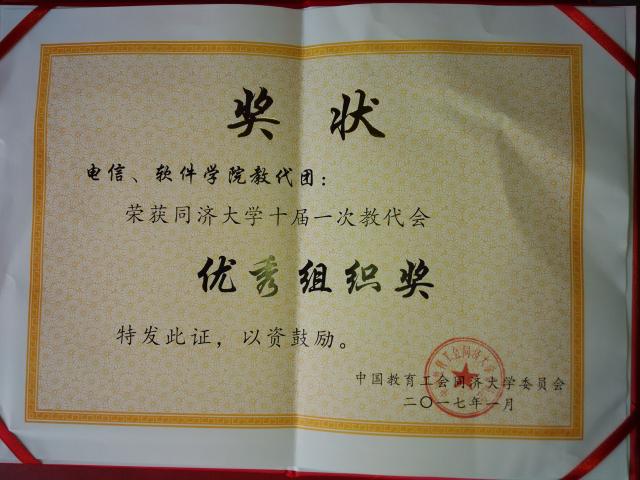 奖状
电信、软件学院教代团：
荣获同济大学十届一次教代会
优秀组织奖
特发此证，以资鼓励。
中国教育工会同济大学委员会
二〇一七年一月